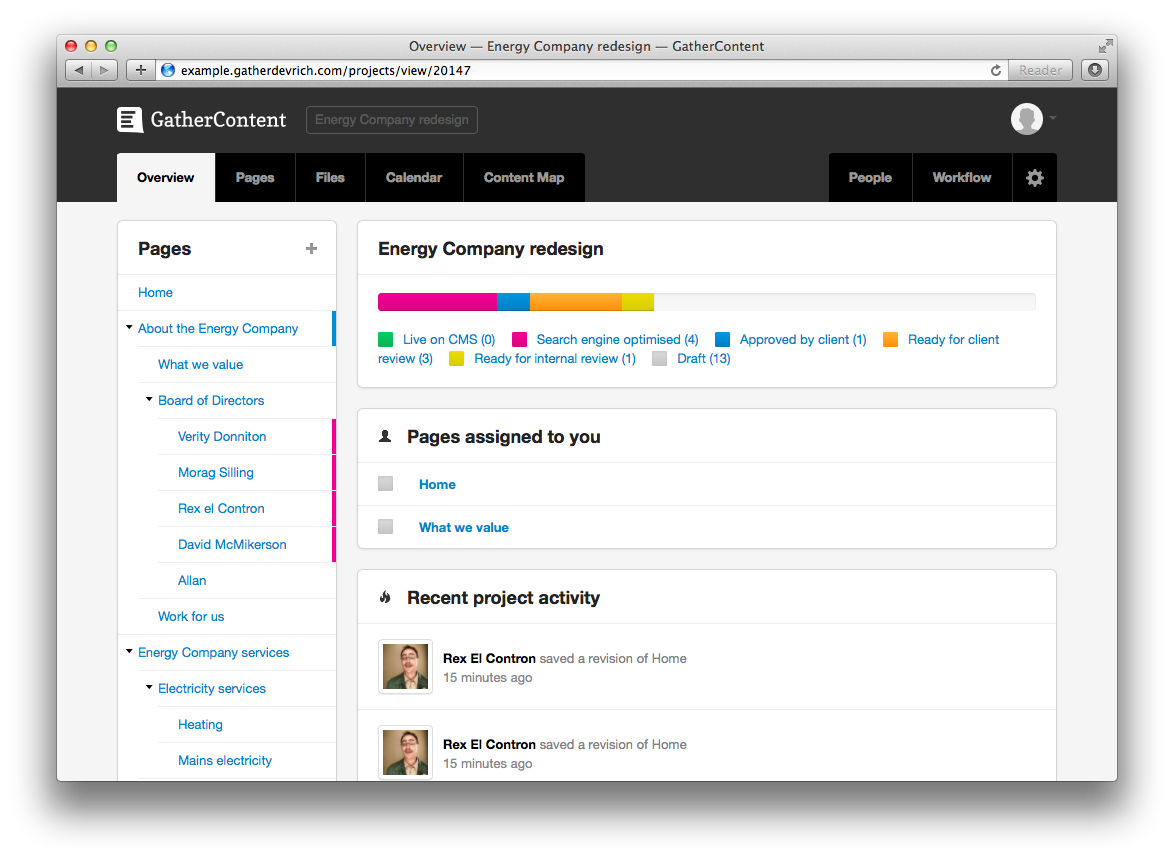 Overview — Energy Company redesign — GatherContent
example.gatherdevrich.com/projects/view/20147
Reader
GatherContent
Energy Company redesign
Overview
Pages
Files
Calendar
Content Map
People
Workflow
Pages
Home
About the Energy Company
What we value
Board of Directors
Verity Donniton
Morag Silling
Rex el Contron
David McMikerson
Allan
Work for us
Energy Company services
Electricity services
Heating
Mains electricity
Energy Company redesign
Live on CMS (0) Search engine optimised (4) Approved by client (1) Ready for client
review (3) Ready for internal review (1) Draft (13)
Pages assigned to you
Home
What we value
Recent project activity
Rex El Contron saved a revision of Home
15 minutes ago
Rex El Contron saved a revision of Home
15 minutes ago